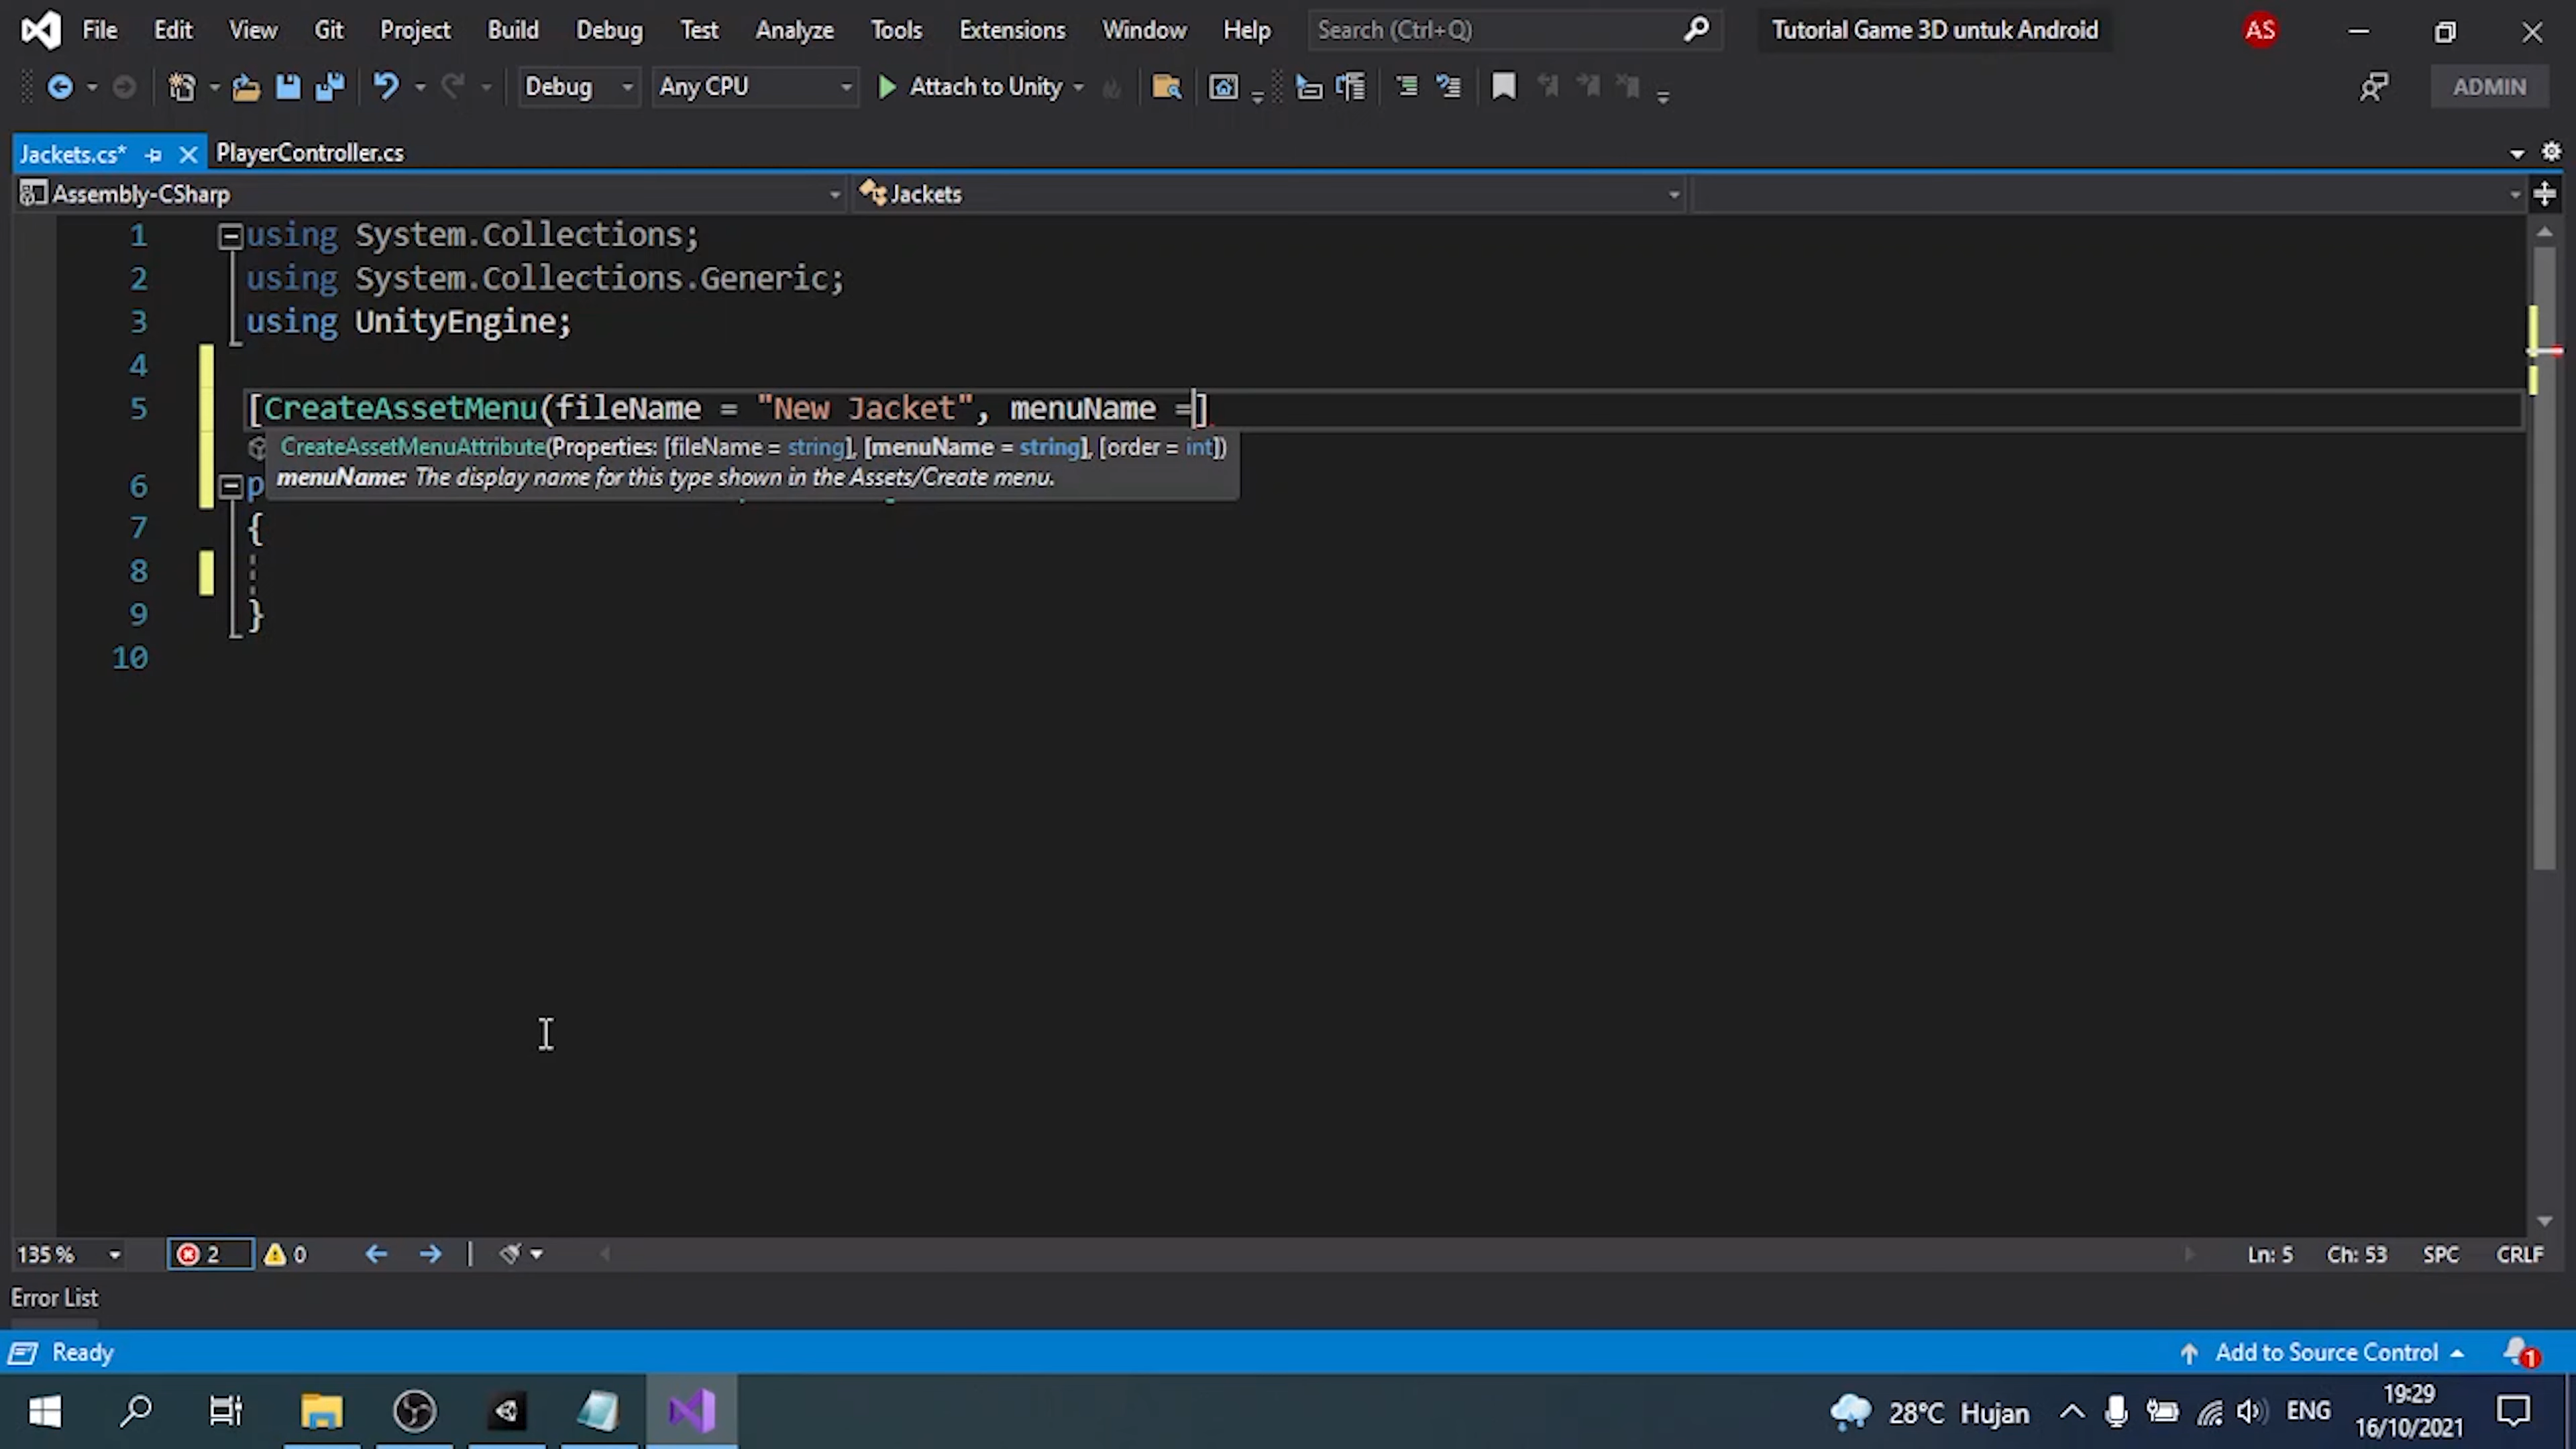 File Edit View Git Project Build Debug Test Analyze Tools Extensions Window Help Search (Ctrl+Q) Tutorial Game 3D untuk Android AS
Debug Any CPU Attach to Unity ADMIN
Jackets.cs* PlayerController.cs
Assembly-CSharp Jackets
1 using System.Collections;
2 using System.Collections.Generic;
3 using UnityEngine;
4
5 [CreateAssetMenu(fileName = "New Jacket", menuName =]
CreateAssetMenuAttribute(Properties: [fileName = string], [menuName = string], [order = int])
menuName: The display name for this type shown in the Assets/Create menu.
6 p
7 {
8
9 }
10
135 % 2 0 Ln: 5 Ch: 53 SPC CRLF
Error List
Ready Add to Source Control 1
28°C Hujan ENG 19:29
16/10/2021